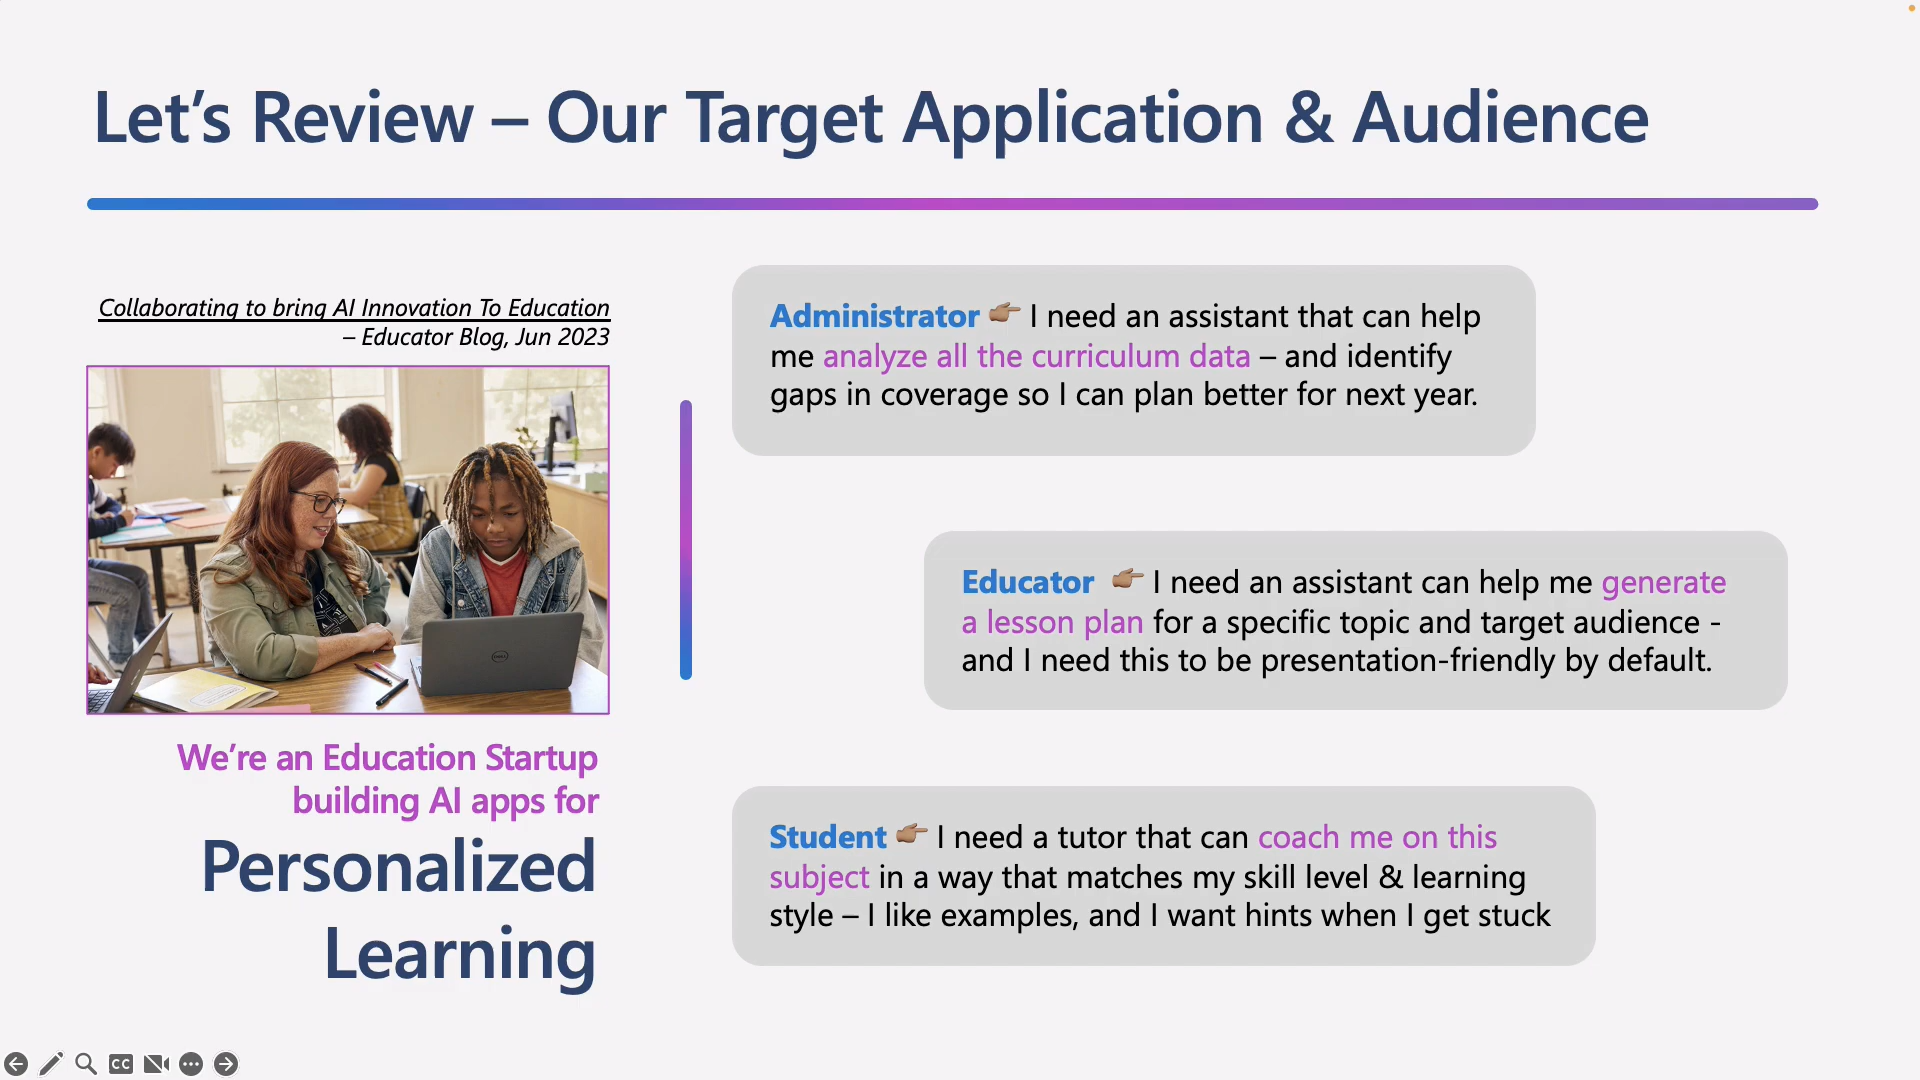 Let’s Review – Our Target Application & Audience
Collaborating to bring AI Innovation To Education
– Educator Blog, Jun 2023
DELL
We’re an Education Startup
building AI apps for
Personalized
Learning
Administrator 👉🏽 I need an assistant that can help
me analyze all the curriculum data – and identify
gaps in coverage so I can plan better for next year.
Educator 👉🏽 I need an assistant can help me generate
a lesson plan for a specific topic and target audience -
and I need this to be presentation-friendly by default.
Student 👉🏽 I need a tutor that can coach me on this
subject in a way that matches my skill level & learning
style – I like examples, and I want hints when I get stuck
CC